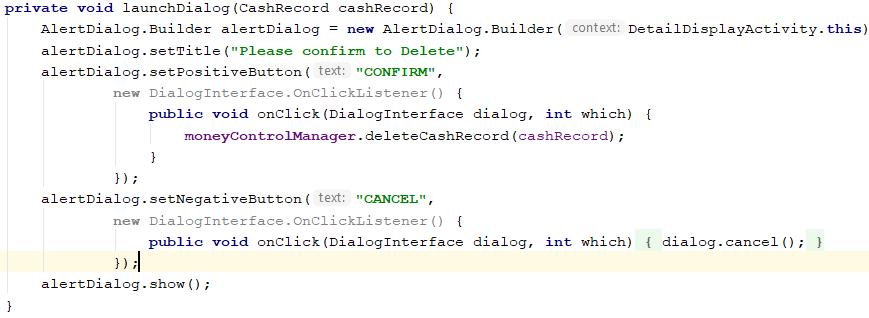 private void launchDialog(CashRecord cashRecord) {
    AlertDialog.Builder alertDialog = new AlertDialog.Builder( context: DetailDisplayActivity.this)
    alertDialog.setTitle("Please confirm to Delete");
    alertDialog.setPositiveButton( text: "CONFIRM",
            new DialogInterface.OnClickListener() {
                public void onClick(DialogInterface dialog, int which) {
                    moneyControlManager.deleteCashRecord(cashRecord);
                }
            });
    alertDialog.setNegativeButton( text: "CANCEL",
            new DialogInterface.OnClickListener() {
                public void onClick(DialogInterface dialog, int which) { dialog.cancel(); }
            });
    alertDialog.show();
}